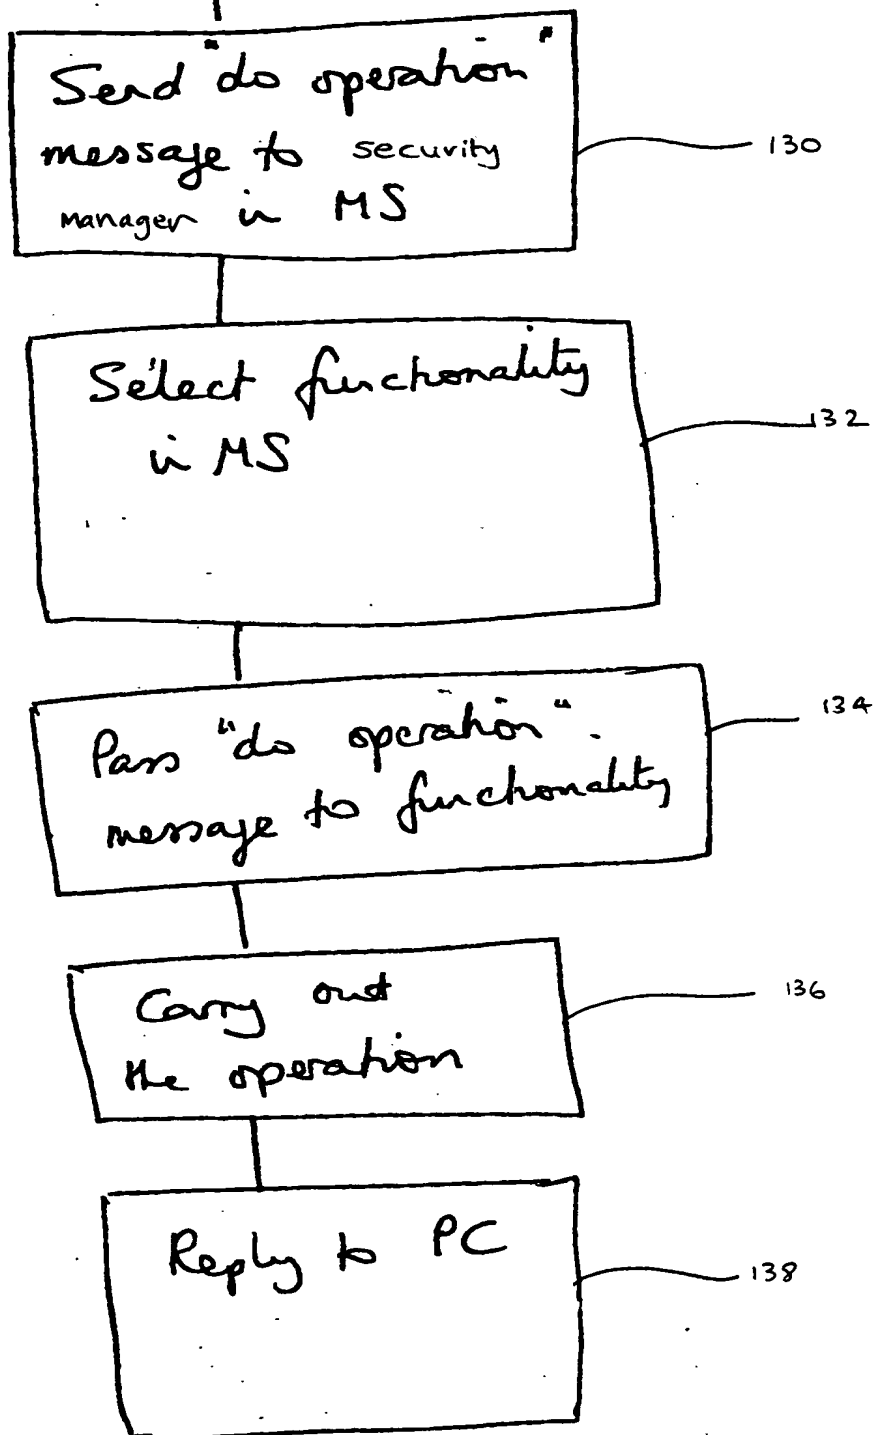 Send "do operation"
message to security
manager in MS
130
Select functionality
in MS
132
Pass "do operation"
message to functionality
134
Carry out
the operation
136
Reply to PC
138